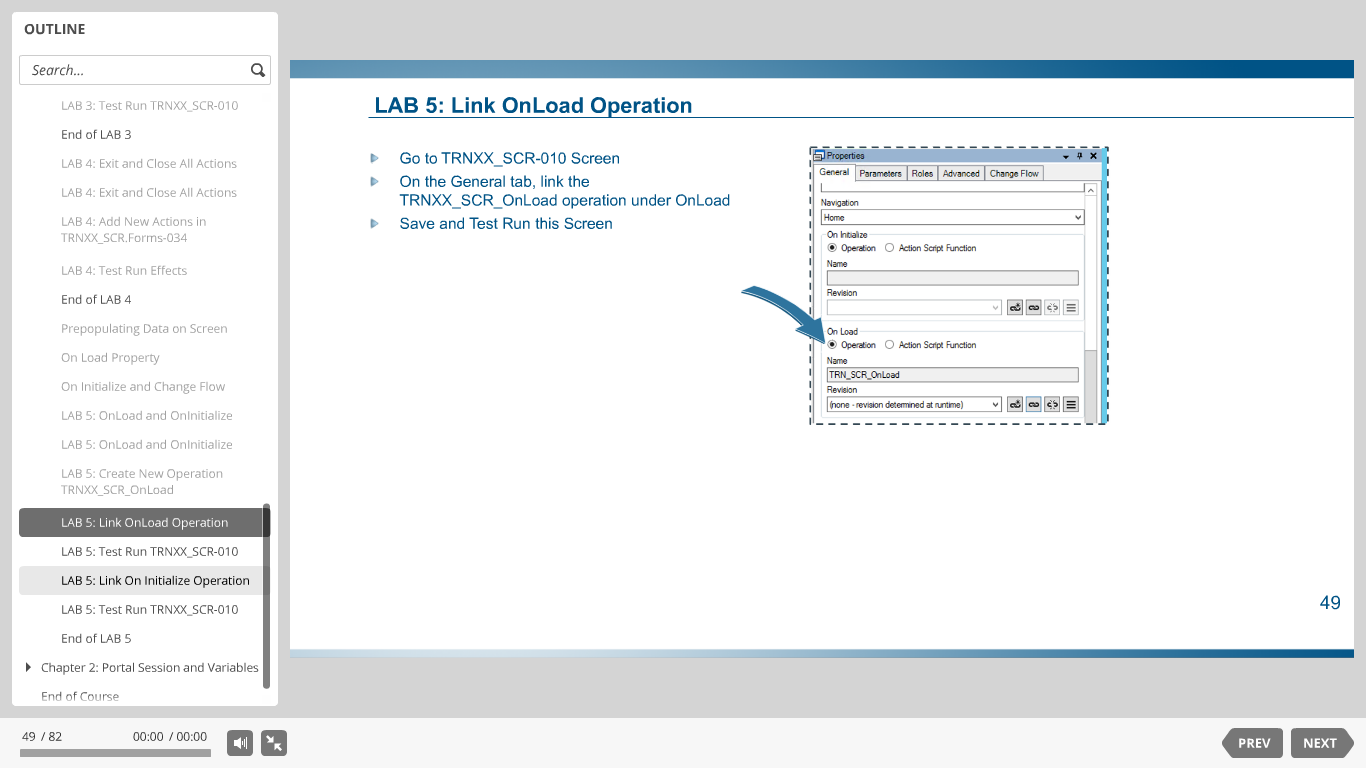 OUTLINE
Search...
LAB 3: Test Run TRNXX_SCR-010
End of LAB 3
LAB 4: Exit and Close All Actions
LAB 4: Exit and Close All Actions
LAB 4: Add New Actions in
TRNXX_SCR.Forms-034
LAB 4: Test Run Effects
End of LAB 4
Prepopulating Data on Screen
On Load Property
On Initialize and Change Flow
LAB 5: OnLoad and OnInitialize
LAB 5: OnLoad and OnInitialize
LAB 5: Create New Operation
TRNXX_SCR_OnLoad
LAB 5: Link OnLoad Operation
LAB 5: Test Run TRNXX_SCR-010
LAB 5: Link On Initialize Operation
LAB 5: Test Run TRNXX_SCR-010
End of LAB 5
Chapter 2: Portal Session and Variables
End of Course
LAB 5: Link OnLoad Operation
Go to TRNXX_SCR-010 Screen
On the General tab, link the
TRNXX_SCR_OnLoad operation under OnLoad
Save and Test Run this Screen
Properties
General Parameters Roles Advanced Change Flow
Navigation
Home
On Initialize
Operation Action Script Function
Name
Revision
On Load
Operation Action Script Function
Name
TRN_SCR_OnLoad
Revision
(none - revision determined at runtime)
49
49 / 82 00:00 / 00:00
PREV NEXT